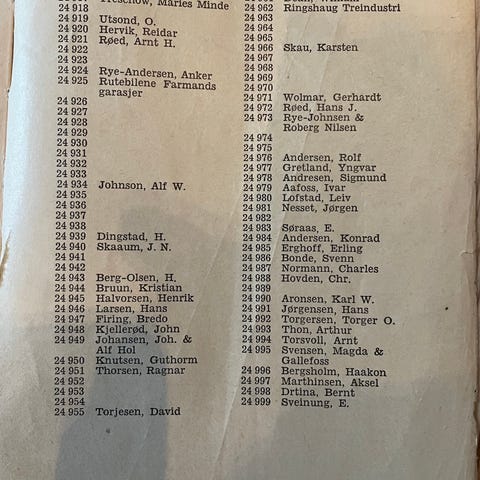 Treschow, Maries Minde
24 918
24 919 Utsond, O.
24 920 Hervik, Reidar
24 921 Røed, Arnt H.
24 922
24 923
24 924 Rye-Andersen, Anker
24 925 Rutebilene Farmands
garasjer
24 926
24 927
24 928
24 929
24 930
24 931
24 932
24 933
24 934 Johnson, Alf W.
24 935
24 936
24 937
24 938
24 939 Dingstad, H.
24 940 Skaaum, J. N.
24 941
24 942
24 943 Berg-Olsen, H.
24 944 Bruun, Kristian
24 945 Halvorsen, Henrik
24 946 Larsen, Hans
24 947 Firing, Bredo
24 948 Kjellerød, John
24 949 Johansen, Joh. &
Alf Hol
24 950 Knutsen, Guthorm
24 951 Thorsen, Ragnar
24 952
24 953
24 954
24 955 Torjesen, David
24 962 Ringshaug Treindustri
24 963
24 964
24 965
24 966 Skau, Karsten
24 967
24 968
24 969
24 970
24 971 Wolmar, Gerhardt
24 972 Røed, Hans J.
24 973 Rye-Johnsen &
Roberg Nilsen
24 974
24 975
24 976 Andersen, Rolf
24 977 Gretland, Yngvar
24 978 Andresen, Sigmund
24 979 Aafoss, Ivar
24 980 Lofstad, Leiv
24 981 Nesset, Jørgen
24 982
24 983 Søraas, E.
24 984 Andersen, Konrad
24 985 Erghoff, Erling
24 986 Bonde, Svenn
24 987 Normann, Charles
24 988 Hovden, Chr.
24 989
24 990 Aronsen, Karl W.
24 991 Jørgensen, Hans
24 992 Torgersen, Torger O.
24 993 Thon, Arthur
24 994 Torsvoll, Arnt
24 995 Svensen, Magda &
Gallefoss
24 996 Bergsholm, Haakon
24 997 Marthinsen, Aksel
24 998 Drtina, Bernt
24 999 Sveinung, E.